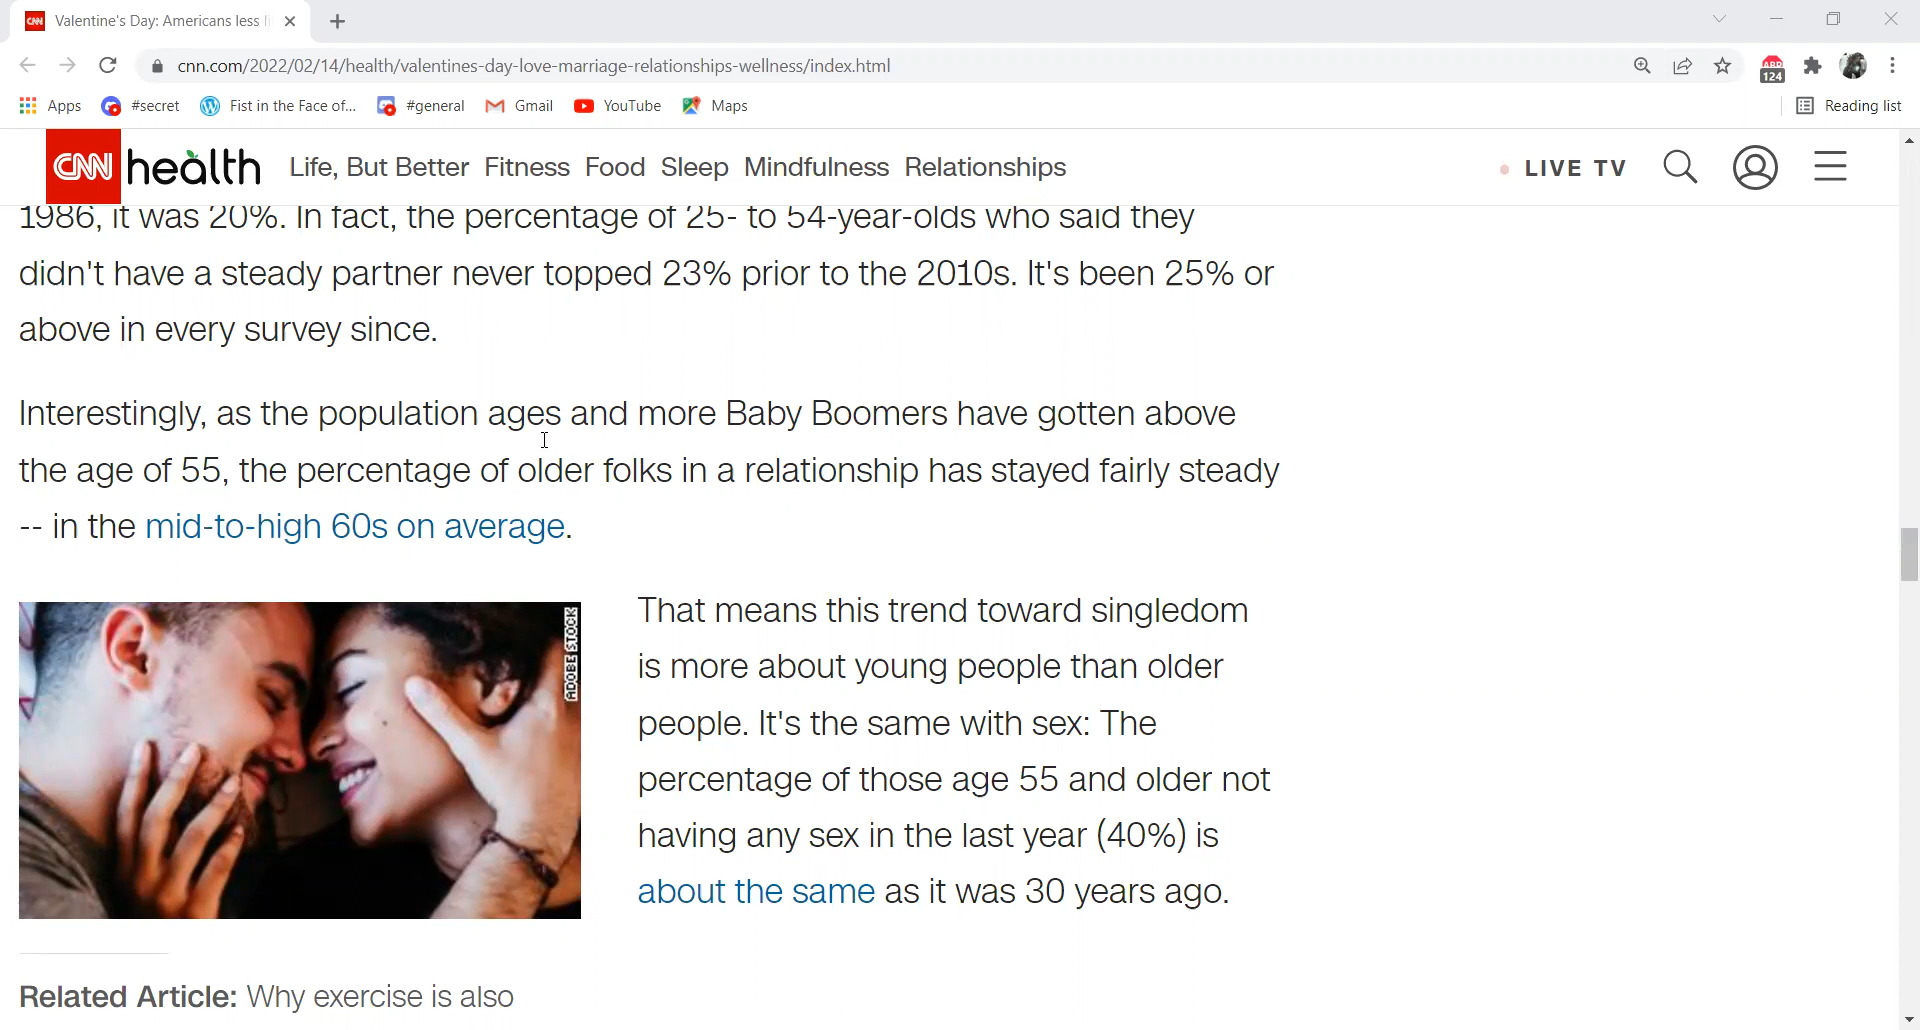 Valentine's Day: Americans less
cnn.com/2022/02/14/health/valentines-day-love-marriage-relationships-wellness/index.html
ABP
124
Apps
#secret
Fist in the Face of...
#general
Gmail
YouTube
Maps
Reading list
CNN health
Life, But Better Fitness Food Sleep Mindfulness Relationships
LIVE TV
1986, it was 20%. In fact, the percentage of 25- to 54-year-olds who said they
didn't have a steady partner never topped 23% prior to the 2010s. It's been 25% or
above in every survey since.
Interestingly, as the population ages and more Baby Boomers have gotten above
the age of 55, the percentage of older folks in a relationship has stayed fairly steady
-- in the mid-to-high 60s on average.
ADOBE STOCK
That means this trend toward singledom
is more about young people than older
people. It's the same with sex: The
percentage of those age 55 and older not
having any sex in the last year (40%) is
about the same as it was 30 years ago.
Related Article: Why exercise is also